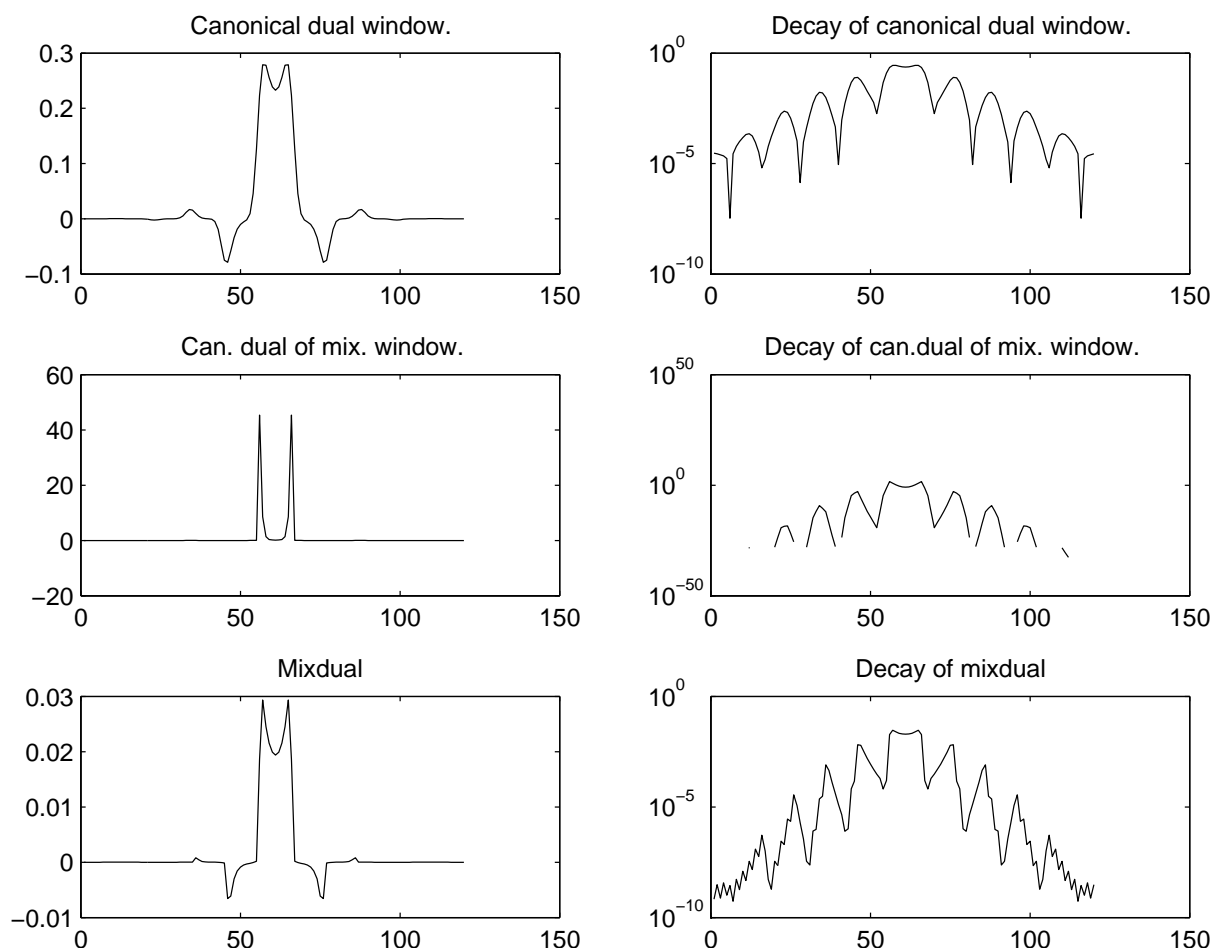 Canonical dual window.
0.3
0.2
0.1
0
−0.1
0 50 100 150
Decay of canonical dual window.
10^0
10^−5
10^−10
0 50 100 150
Can. dual of mix. window.
60
40
20
0
−20
0 50 100 150
Decay of can.dual of mix. window.
10^50
10^0
10^−50
0 50 100 150
Mixdual
0.03
0.02
0.01
0
−0.01
0 50 100 150
Decay of mixdual
10^0
10^−5
10^−10
0 50 100 150